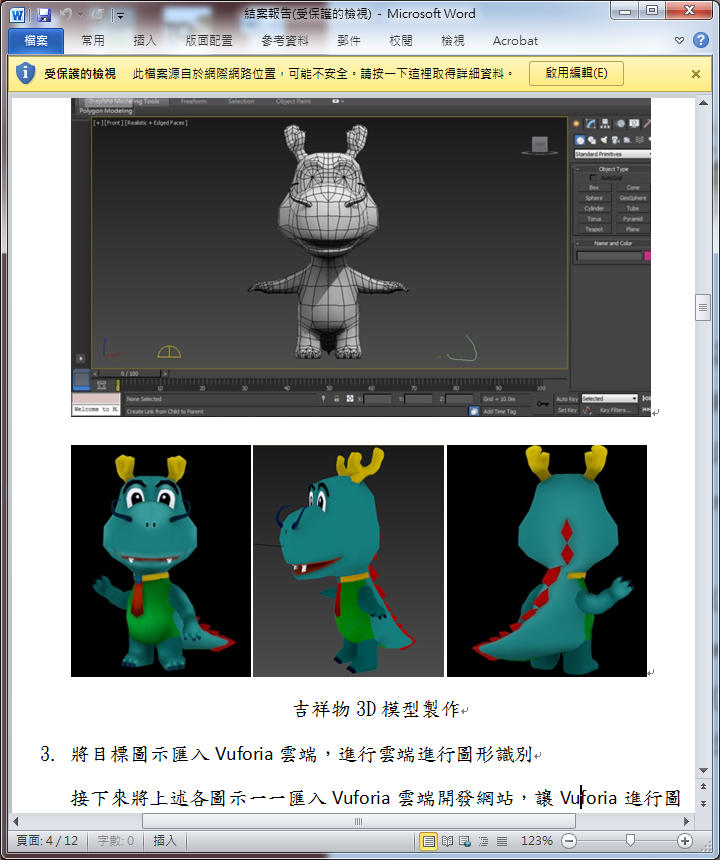 結案報告(受保護的檢視) - Microsoft Word
檔案 常用 插入 版面配置 參考資料 郵件 校閱 檢視 Acrobat
受保護的檢視 此檔案源自於網際網路位置，可能不安全。請按一下這裡取得詳細資料。 啟用編輯(E)
Freeform Selection Object Paint
Polygon Modeling
[ + ] [ Front ] [ Realistic + Edged Faces ]
Standard Primitives
Object Type
AutoGrid
Box Cone
Sphere GeoSphere
Cylinder Tube
Torus Pyramid
Teapot Plane
Name and Color
0 / 100
10 20 30 40 50 60 70 80 90 100
None Selected X: Y: Z: Grid = 10.0m Auto Key Selected
Welcome to M Create Link from Child to Parent Add Time Tag Set Key Key Filters...
吉祥物 3D 模型製作
3. 將目標圖示匯入 Vuforia 雲端，進行雲端進行圖形識別
接下來將上述各圖示一一匯入 Vuforia 雲端開發網站，讓 Vuforia 進行圖
頁面: 4 / 12 字數: 0 插入 123%